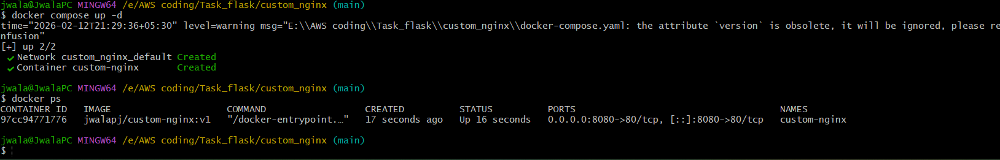 jwala@JwalaPC MINGW64 /e/AWS coding/Task_flask/custom_nginx (main)
$ docker compose up -d
time="2026-02-12T21:29:36+05:30" level=warning msg="E:\\AWS coding\\Task_flask\\custom_nginx\\docker-compose.yaml: the attribute `version` is obsolete, it will be ignored, please re
nfusion"
[+] up 2/2
✔ Network custom_nginx_default Created
✔ Container custom-nginx Created
jwala@JwalaPC MINGW64 /e/AWS coding/Task_flask/custom_nginx (main)
$ docker ps
CONTAINER ID IMAGE COMMAND CREATED STATUS PORTS NAMES
97cc94771776 jwalapj/custom-nginx:v1 "/docker-entrypoint.…" 17 seconds ago Up 16 seconds 0.0.0.0:8080->80/tcp, [::]:8080->80/tcp custom-nginx
jwala@JwalaPC MINGW64 /e/AWS coding/Task_flask/custom_nginx (main)
$